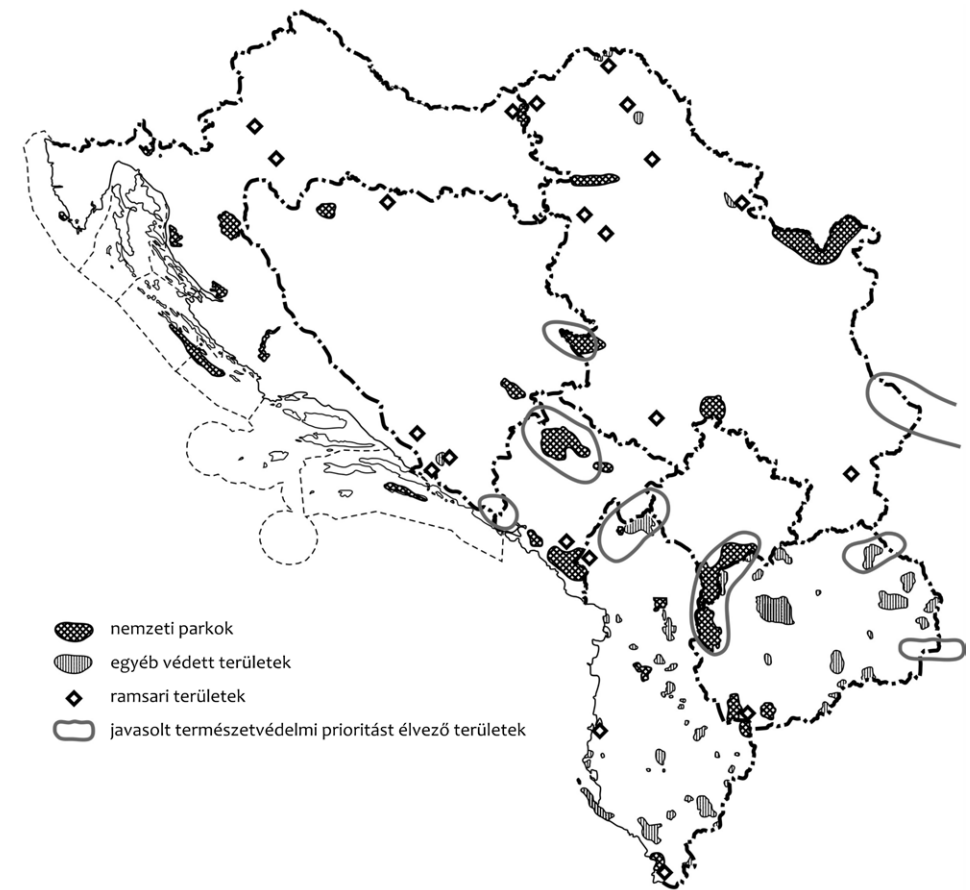 nemzeti parkok
egyéb védett területek
ramsari területek
javasolt természetvédelmi prioritást élvező területek